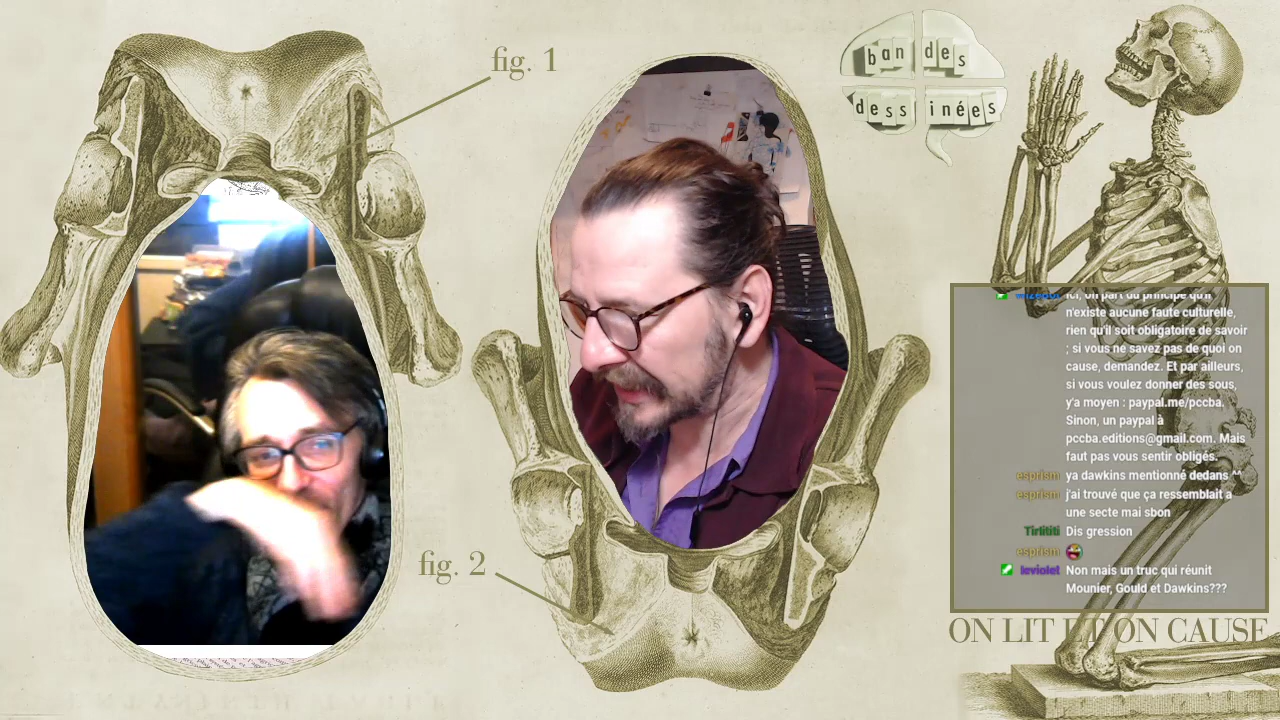 fig. 1
ban des
dess inées
fig. 2
wizebot ici, on part du principe qu'il
n'existe aucune faute culturelle,
rien qu'il soit obligatoire de savoir
; si vous ne savez pas de quoi on
cause, demandez. Et par ailleurs,
si vous voulez donner des sous,
y'a moyen : paypal.me/pccba.
Sinon, un paypal à
pccba.editions@gmail.com. Mais
faut pas vous sentir obligés.
esprism ya dawkins mentionné dedans ^^
esprism j'ai trouvé que ça ressemblait a
une secte mai sbon
Tirlititi Dis gression
esprism
leviolet Non mais un truc qui réunit
Mounier, Gould et Dawkins???
ON LIT ET ON CAUSE